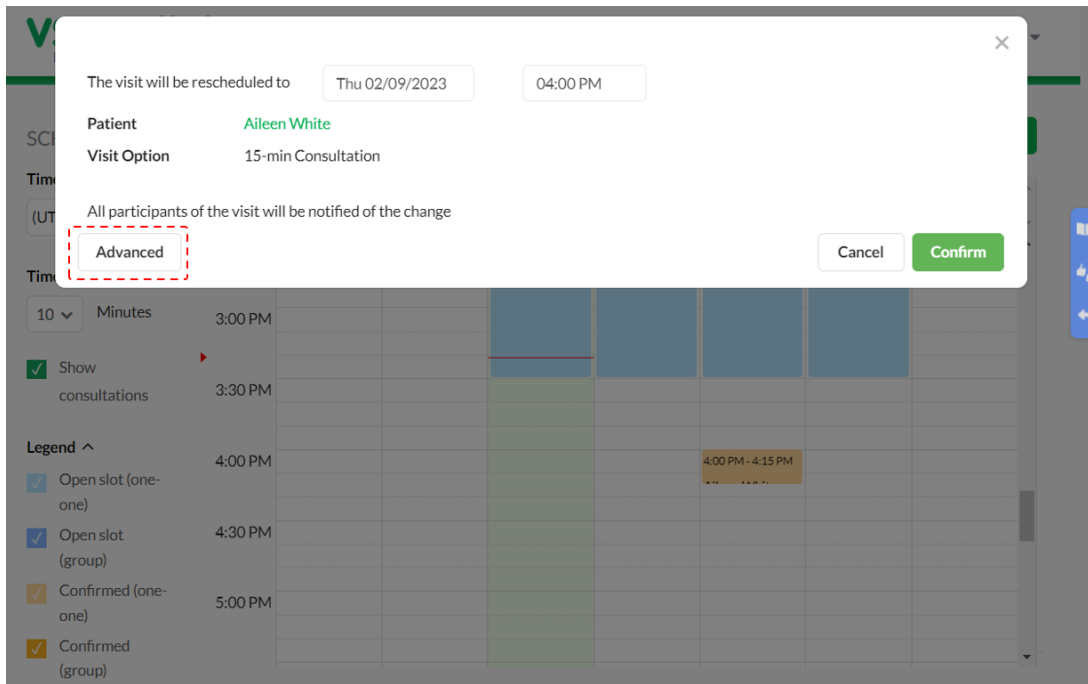 The visit will be rescheduled to Thu 02/09/2023 04:00 PM
Patient Aileen White
Visit Option 15-min Consultation
All participants of the visit will be notified of the change
Advanced Cancel Confirm
10 Minutes
Show
consultations
Legend
Open slot (one-
one)
Open slot
(group)
Confirmed (one-
one)
Confirmed
(group)
3:00 PM
3:30 PM
4:00 PM
4:30 PM
5:00 PM
4:00 PM - 4:15 PM